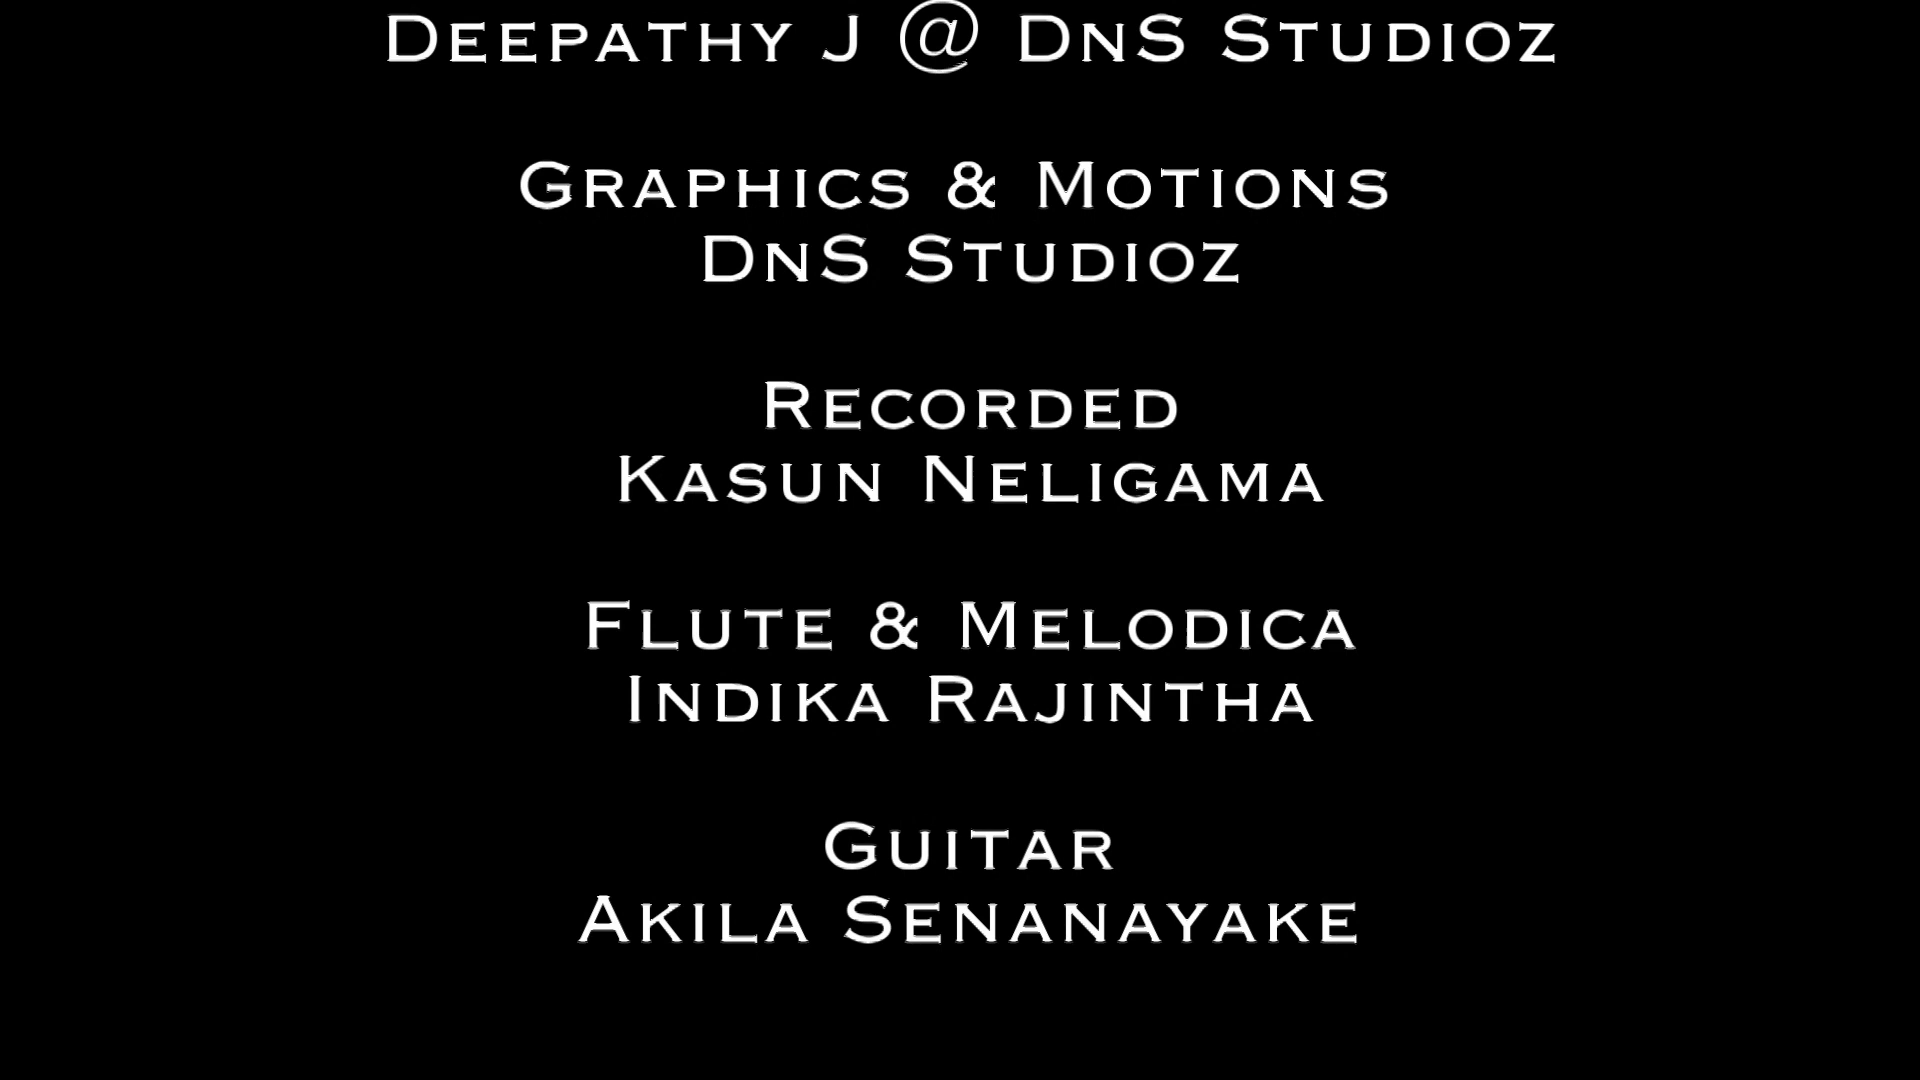 Deepathy J @ DnS Studioz
Graphics & Motions
DnS Studioz
Recorded
Kasun Neligama
Flute & Melodica
Indika Rajintha
Guitar
Akila Senanayake